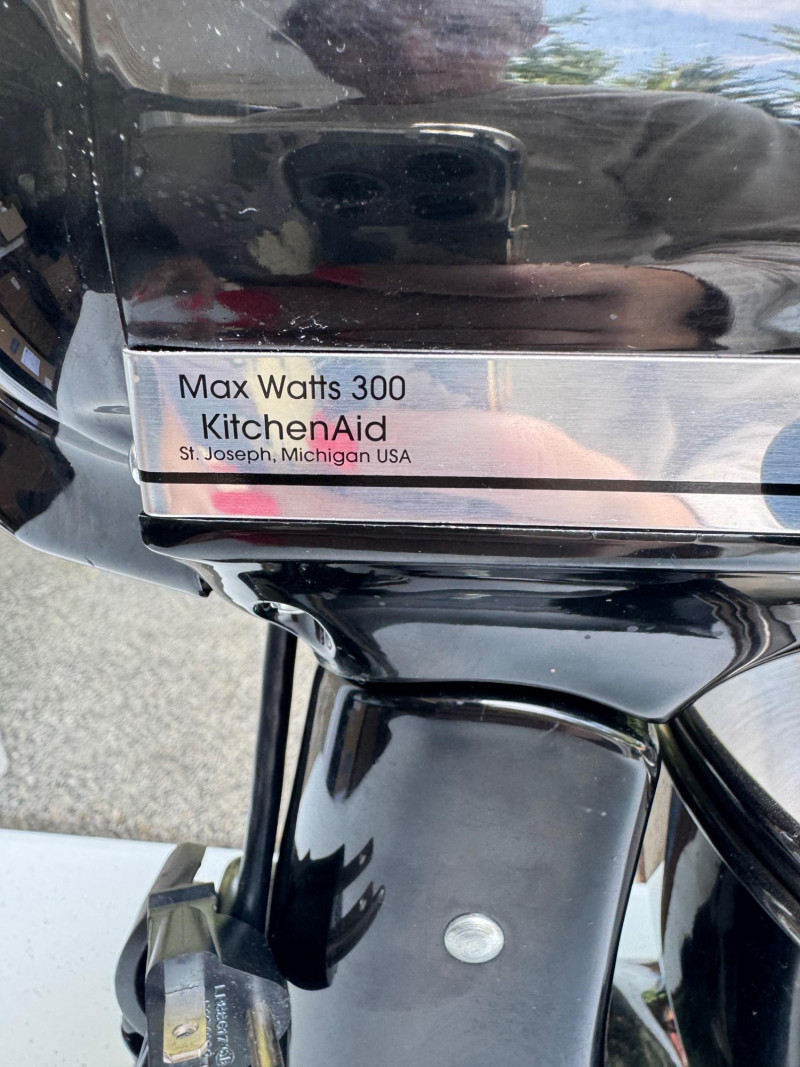 Max Watts 300
KitchenAid
St. Joseph, Michigan USA